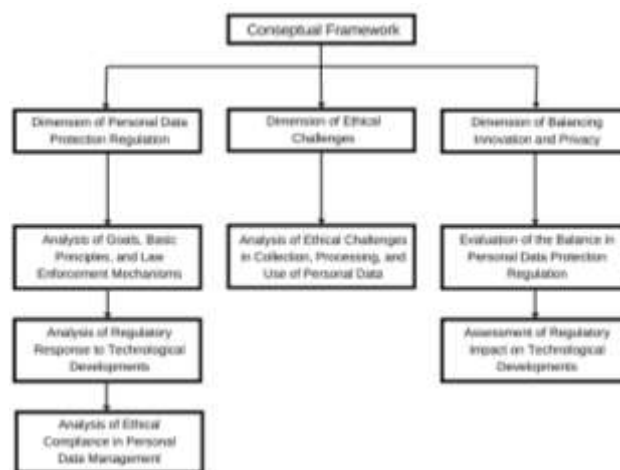 Conseptual Framework
Dimension of Personal Data
Protection Regulation
Dimension of Ethical
Challenges
Dimension of Balancing
Innovation and Privacy
Analysis of Goals, Basic
Principles, and Law
Enforcement Mechanisms
Analysis of Ethical Challenges
in Collection, Processing, and
Use of Personal Data
Evaluation of the Balance in
Personal Data Protection
Regulation
Analysis of Regulatory
Response to Technological
Developments
Assessment of Regulatory
Impact on Technological
Developments
Analysis of Ethical
Compliance in Personal
Data Management